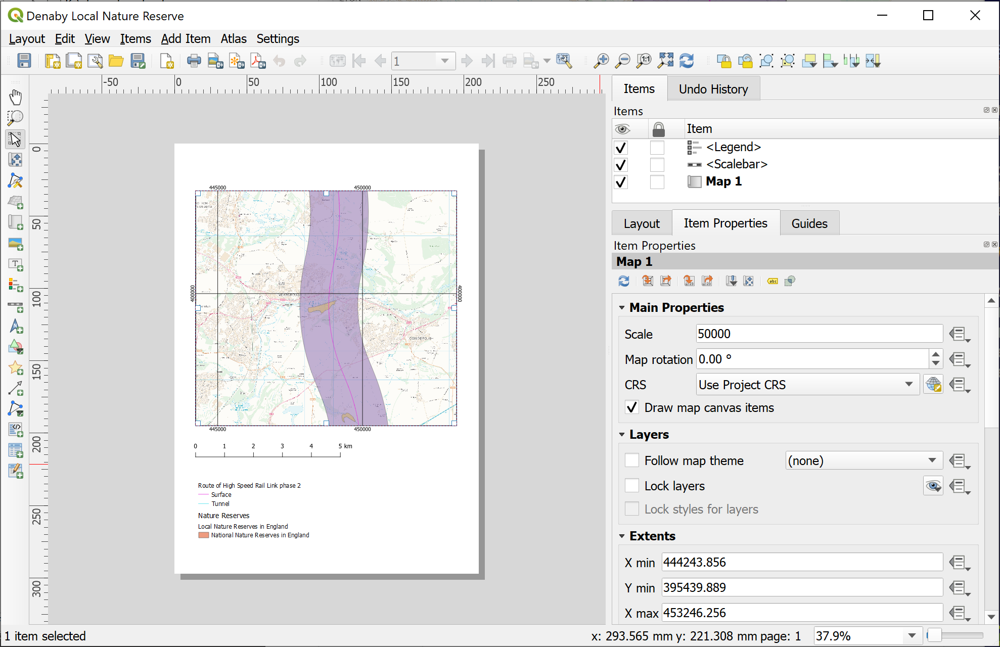 Denaby Local Nature Reserve
Layout Edit View Items Add Item Atlas Settings
1
1:1
-50 0 50 100 150 200 250
Items Undo History
Items
Item
<Legend>
<Scalebar>
Map 1
Layout Item Properties Guides
Item Properties
Map 1
Main Properties
Scale 50000
Map rotation 0.00 °
CRS Use Project CRS
Draw map canvas items
Layers
Follow map theme (none)
Lock layers
Lock styles for layers
Extents
X min 444243.856
Y min 395439.889
X max 453246.256
0
50
100
150
200
250
300
445000 450000
400000 400000
MEXBOROUGH
445000 450000
0 1 2 3 4 5 km
Route of High Speed Rail Link phase 2
Surface
Tunnel
Nature Reserves
Local Nature Reserves in England
National Nature Reserves in England
1 item selected
x: 293.565 mm y: 221.308 mm page: 1 37.9%